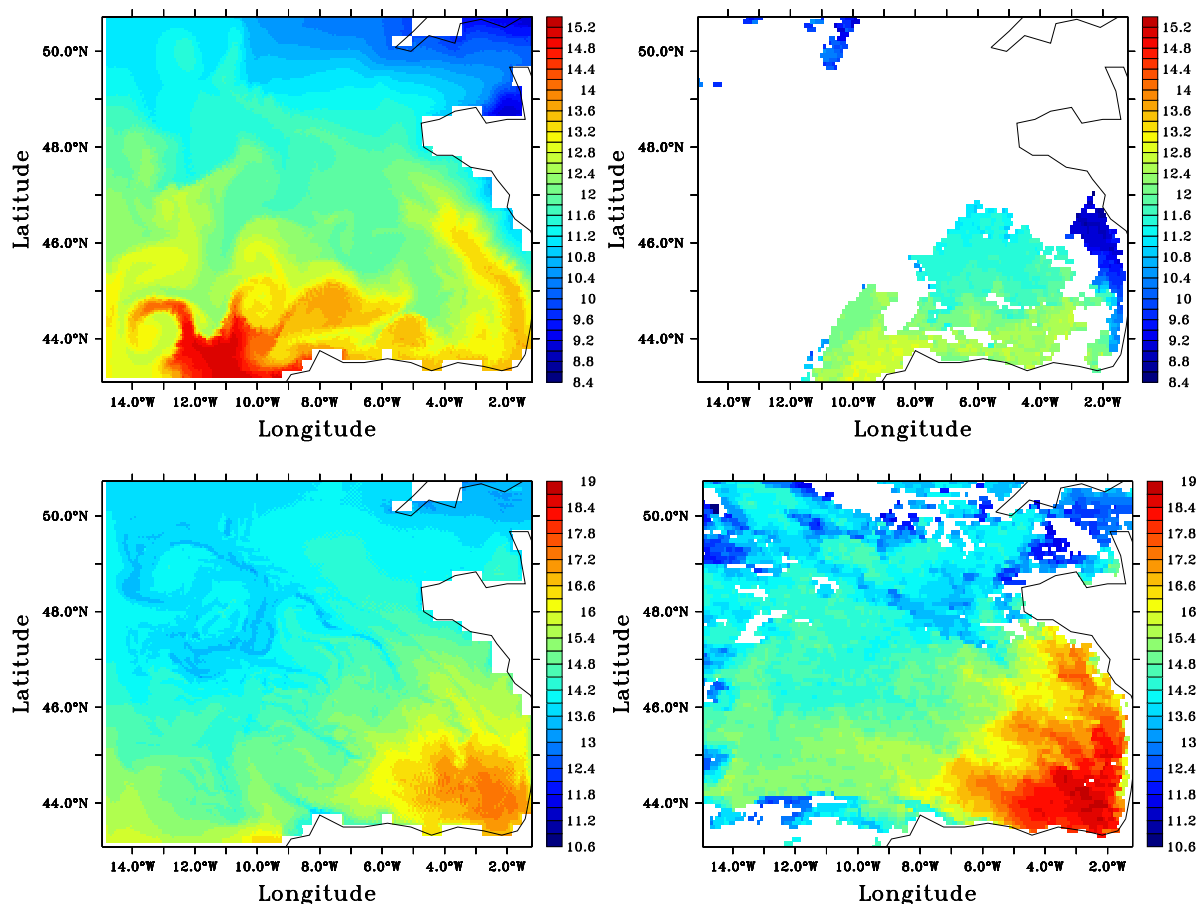 15.2 15.2
50.0°N 14.8 50.0°N 14.8
14.4 14.4
14 14
13.6 13.6
48.0°N 13.2 48.0°N 13.2
12.8 12.8
12.4 12.4
Latitude 12 Latitude 12
11.6 11.6
46.0°N 11.2 46.0°N 11.2
10.8 10.8
10.4 10.4
10 10
44.0°N 9.6 44.0°N 9.6
9.2 9.2
8.8 8.8
8.4 8.4
14.0°W 12.0°W 10.0°W 8.0°W 6.0°W 4.0°W 2.0°W 14.0°W 12.0°W 10.0°W 8.0°W 6.0°W 4.0°W 2.0°W
Longitude Longitude
19 19
50.0°N 18.4 50.0°N 18.4
17.8 17.8
17.2 17.2
48.0°N 16.6 48.0°N 16.6
16 16
15.4 15.4
Latitude 14.8 Latitude 14.8
46.0°N 14.2 46.0°N 14.2
13.6 13.6
13 13
44.0°N 12.4 44.0°N 12.4
11.8 11.8
11.2 11.2
10.6 10.6
14.0°W 12.0°W 10.0°W 8.0°W 6.0°W 4.0°W 2.0°W 14.0°W 12.0°W 10.0°W 8.0°W 6.0°W 4.0°W 2.0°W
Longitude Longitude